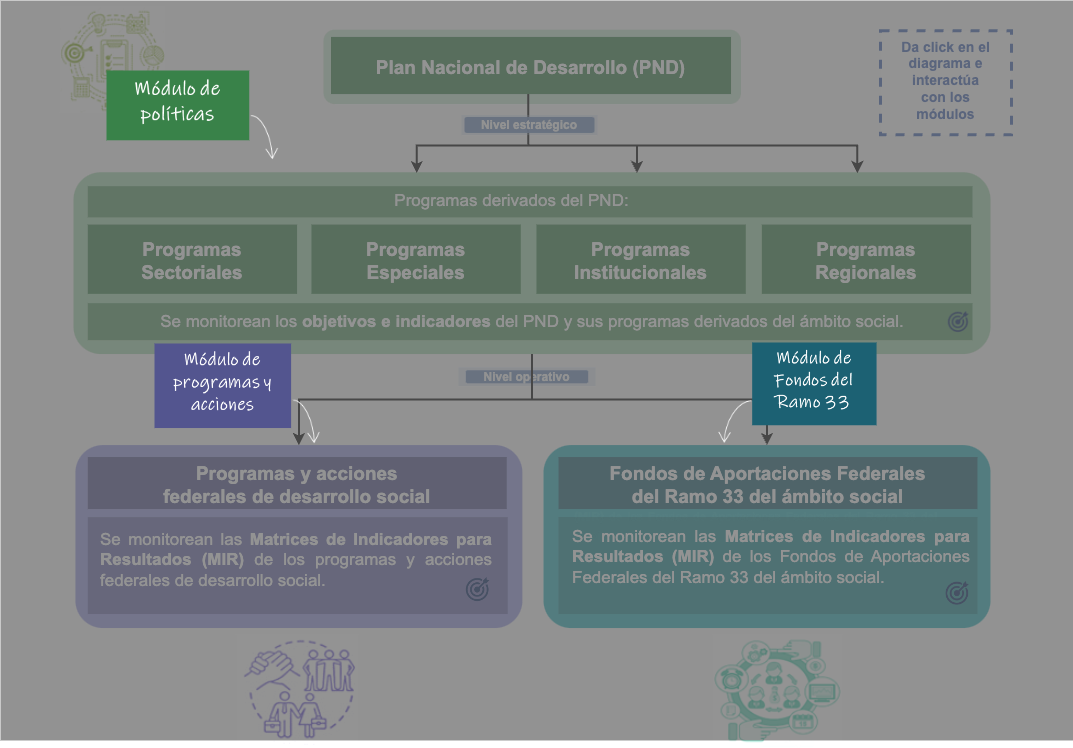 Plan Nacional de Desarrollo (PND)
Da click en el
diagrama e
interactúa
con los
módulos
Módulo de
políticas
Nivel estratégico
Programas derivados del PND:
Programas
Sectoriales
Programas
Especiales
Programas
Institucionales
Programas
Regionales
Se monitorean los objetivos e indicadores del PND y sus programas derivados del ámbito social.
Módulo de
programas y
acciones
Nivel operativo
Módulo de
Fondos del
Ramo 33
Programas y acciones
federales de desarrollo social
Se monitorean las Matrices de Indicadores para
Resultados (MIR) de los programas y acciones
federales de desarrollo social.
Fondos de Aportaciones Federales
del Ramo 33 del ámbito social
Se monitorean las Matrices de Indicadores para
Resultados (MIR) de los Fondos de Aportaciones
Federales del Ramo 33 del ámbito social.